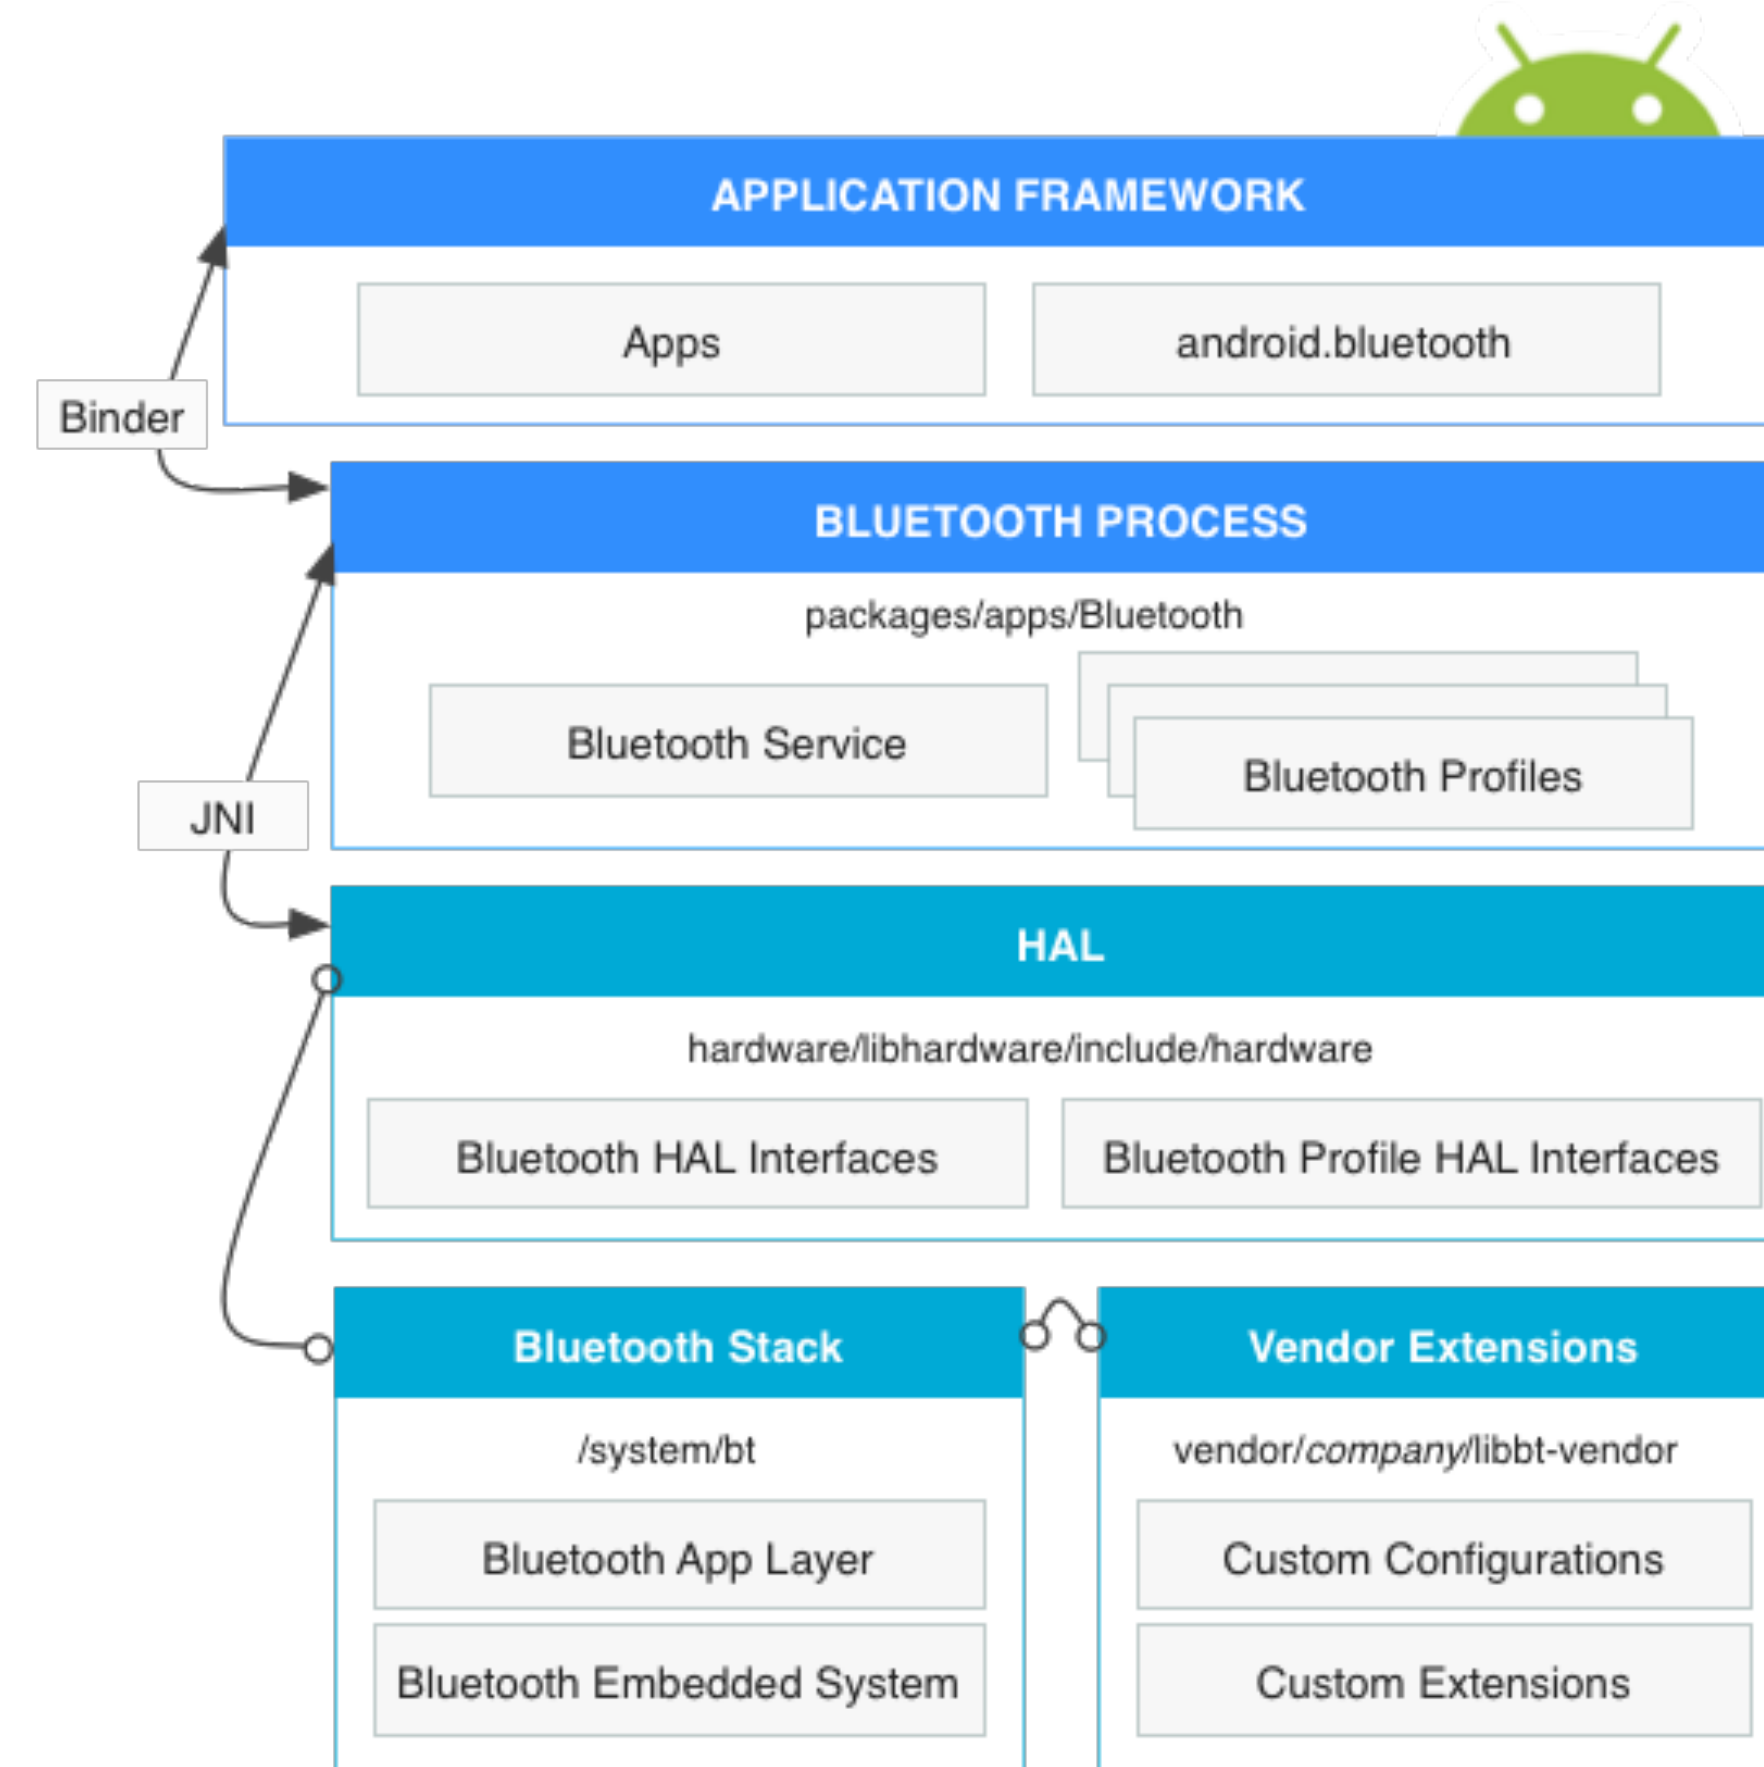 APPLICATION FRAMEWORK
Apps
android.bluetooth
Binder
BLUETOOTH PROCESS
packages/apps/Bluetooth
Bluetooth Service
Bluetooth Profiles
JNI
HAL
hardware/libhardware/include/hardware
Bluetooth HAL Interfaces
Bluetooth Profile HAL Interfaces
Bluetooth Stack
/system/bt
Bluetooth App Layer
Bluetooth Embedded System
Vendor Extensions
vendor/company/libbt-vendor
Custom Configurations
Custom Extensions